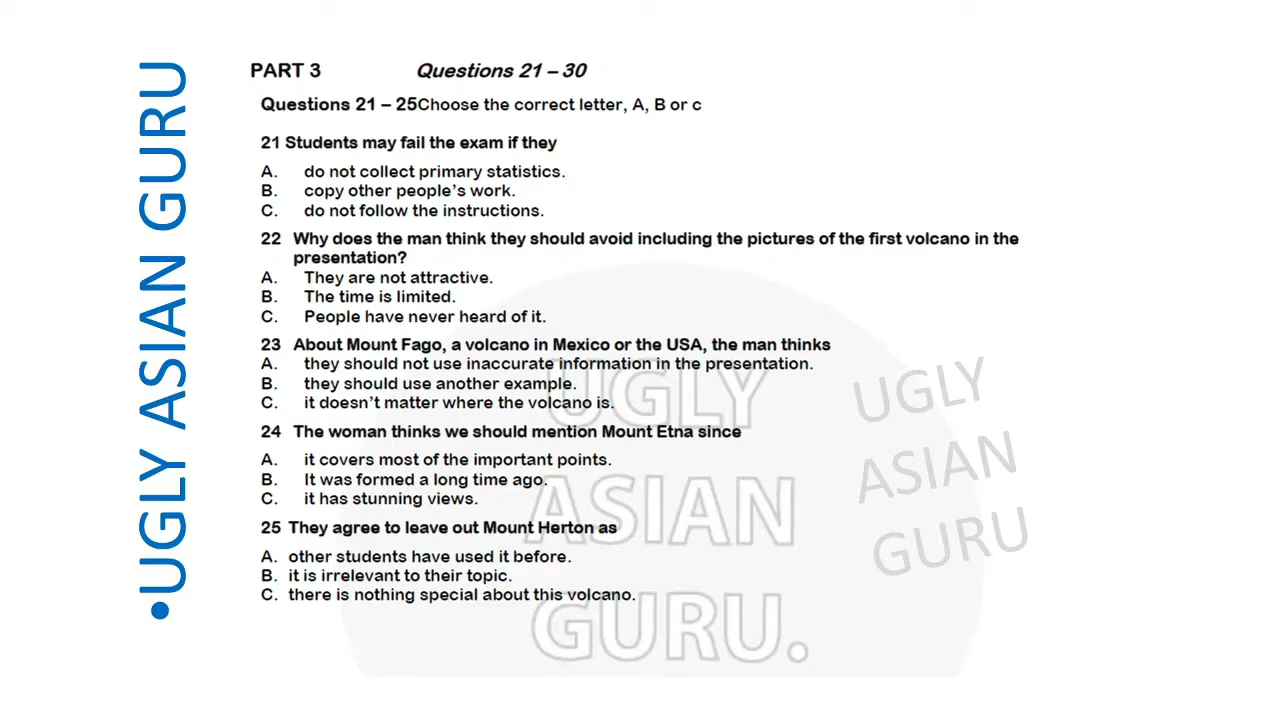 •UGLY ASIAN GURU
PART 3 Questions 21 – 30
Questions 21 – 25Choose the correct letter, A, B or c
21 Students may fail the exam if they
A. do not collect primary statistics.
B. copy other people's work.
C. do not follow the instructions.
22 Why does the man think they should avoid including the pictures of the first volcano in the
presentation?
A. They are not attractive.
B. The time is limited.
C. People have never heard of it.
23 About Mount Fago, a volcano in Mexico or the USA, the man thinks
A. they should not use inaccurate information in the presentation.
B. they should use another example.
C. it doesn't matter where the volcano is.
24 The woman thinks we should mention Mount Etna since
A. it covers most of the important points.
B. It was formed a long time ago.
C. it has stunning views.
25 They agree to leave out Mount Herton as
A. other students have used it before.
B. it is irrelevant to their topic.
C. there is nothing special about this volcano.
UGLY
ASIAN
GURU.
UGLY
ASIAN
GURU